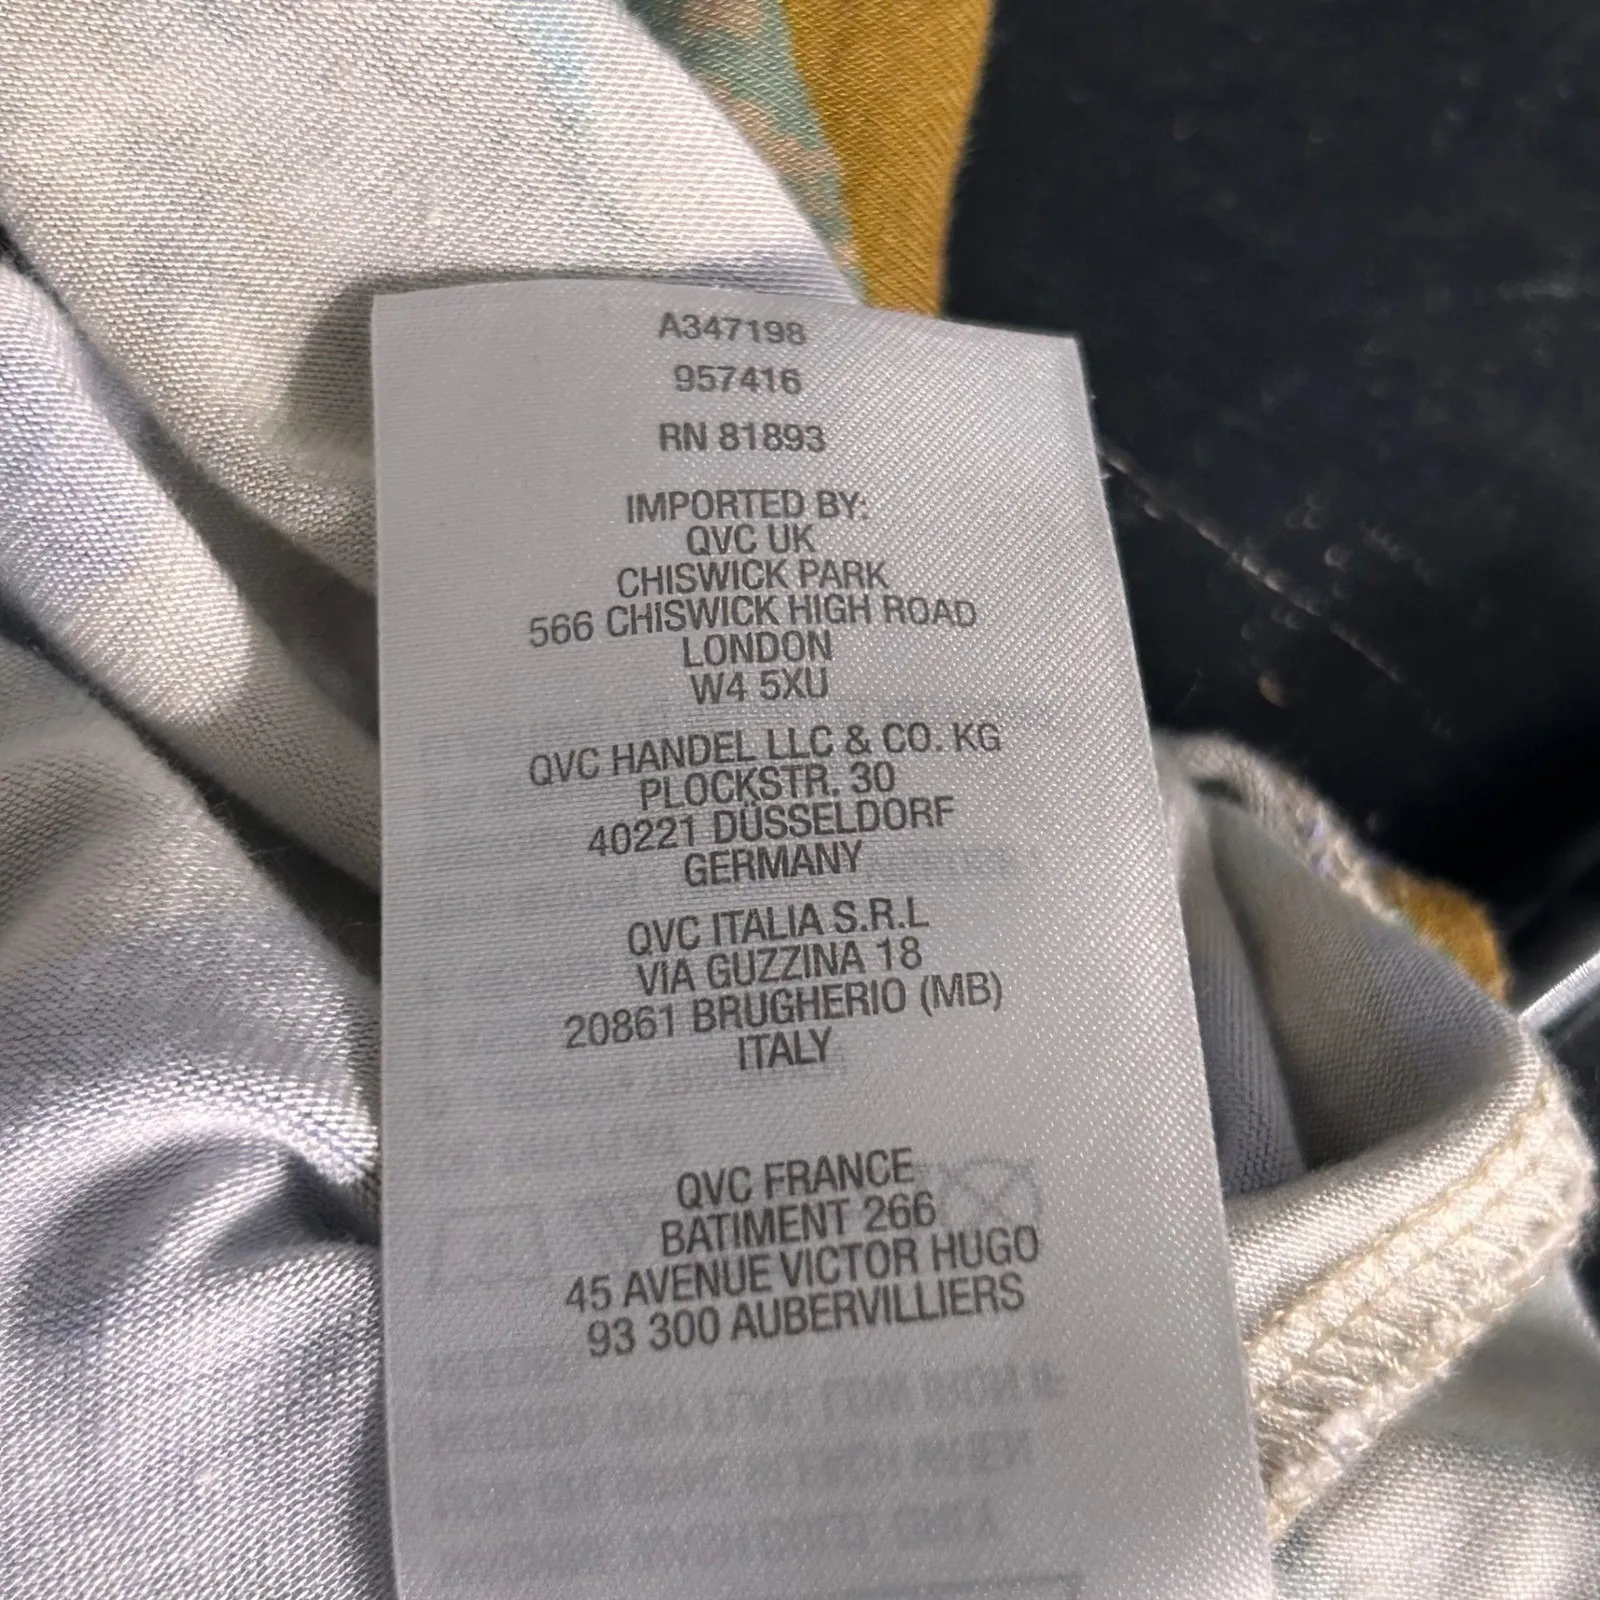 A347198
957416
RN 81893
IMPORTED BY:
QVC UK
CHISWICK PARK
566 CHISWICK HIGH ROAD
LONDON
W4 5XU
QVC HANDEL LLC & CO. KG
PLOCKSTR. 30
40221 DÜSSELDORF
GERMANY
QVC ITALIA S.R.L
VIA GUZZINA 18
20861 BRUGHERIO (MB)
ITALY
QVC FRANCE
BATIMENT 266
45 AVENUE VICTOR HUGO
93 300 AUBERVILLIERS